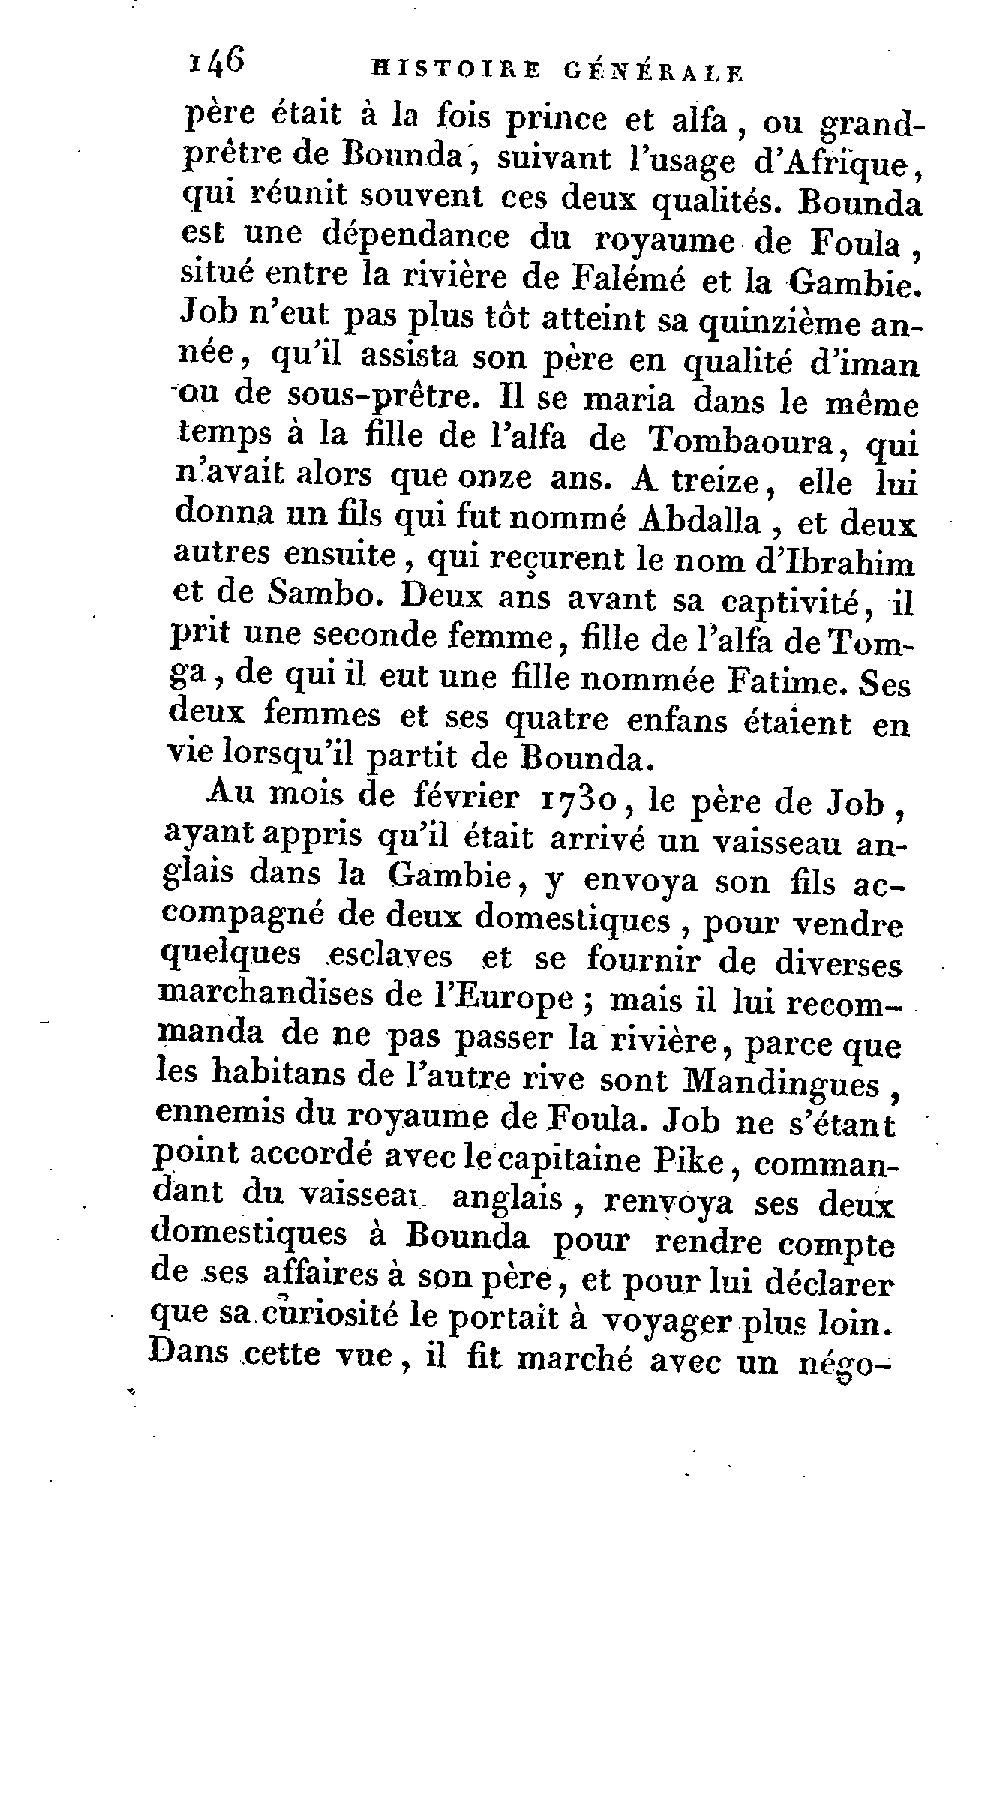 146 HISTOIRE GÉNÉRALE
père était à la fois prince et alfa, ou grand-
prêtre de Bounda, suivant l'usage d'Afrique,
qui réunit souvent ces deux qualités. Bounda
est une dépendance du royaume de Foula,
situé entre la rivière de Falémé et la Gambie.
Job n'eut pas plus tôt atteint sa quinzième an-
née, qu'il assista son père en qualité d'iman
ou de sous-prêtre. Il se maria dans le même
temps à la fille de l'alfa de Tombaoura, qui
n'avait alors que onze ans. A treize, elle lui
donna un fils qui fut nommé Abdalla, et deux
autres ensuite, qui reçurent le nom d'Ibrahim
et de Sambo. Deux ans avant sa captivité, il
prit une seconde femme, fille de l'alfa de Tom-
ga, de qui il eut une fille nommée Fatime. Ses
deux femmes et ses quatre enfans étaient en
vie lorsqu'il partit de Bounda.
Au mois de février 1730, le père de Job,
ayant appris qu'il était arrivé un vaisseau an-
glais dans la Gambie, y envoya son fils ac-
compagné de deux domestiques, pour vendre
quelques esclaves et se fournir de diverses
marchandises de l'Europe; mais il lui recom-
manda de ne pas passer la rivière, parce que
les habitans de l'autre rive sont Mandingues,
ennemis du royaume de Foula. Job ne s'étant
point accordé avec le capitaine Pike, comman-
dant du vaisseau anglais, renvoya ses deux
domestiques à Bounda pour rendre compte
de ses affaires à son père, et pour lui déclarer
que sa curiosité le portait à voyager plus loin.
Dans cette vue, il fit marché avec un négo-